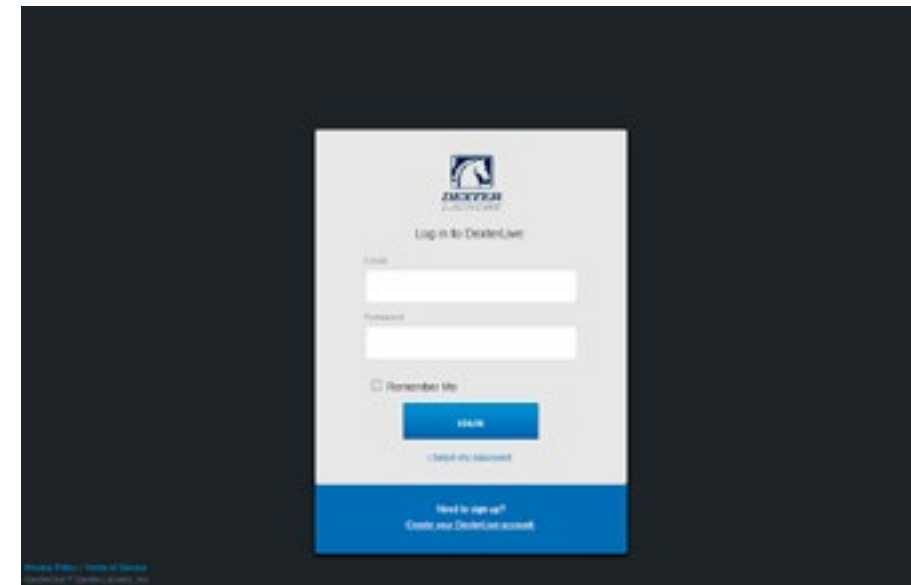 DEXTER
LAUNDRY
Log in to DexterLive
Email
Password
Remember Me
I forgot my password
Need to sign up?
Create your DexterLive account.
Privacy Policy | Terms of Service